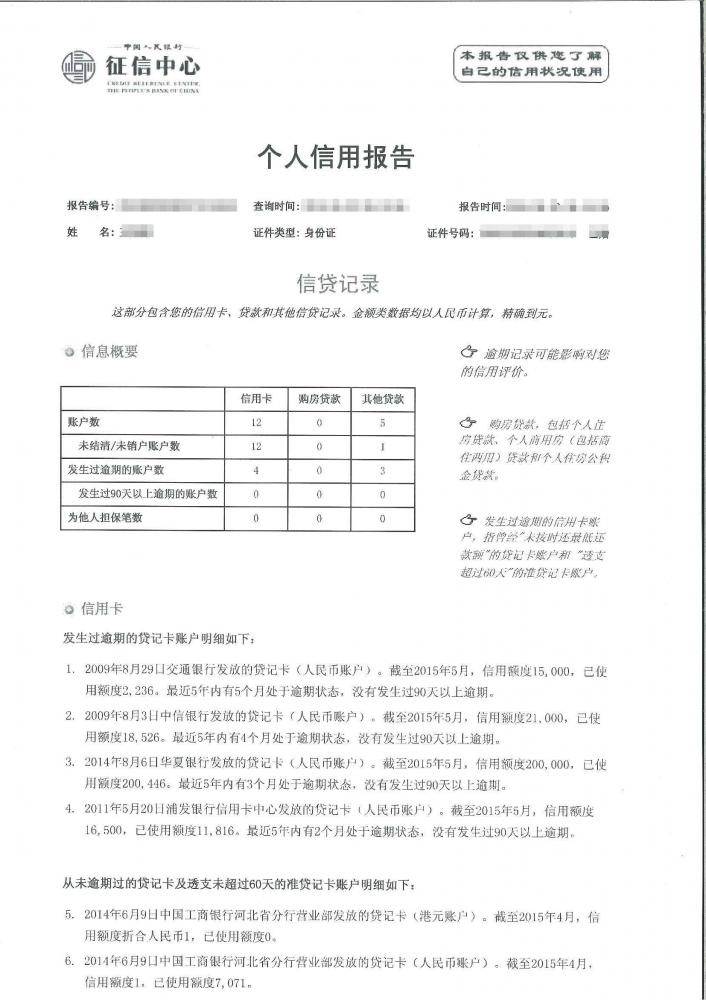 中国人民银行
征信中心
CREDIT REFERENCE CENTER,
THE PEOPLE'S BANK OF CHINA
本报告仅供您了解
自己的信用状况使用
个人信用报告
报告编号: 查询时间: 报告时间:
姓 名: 证件类型: 身份证 证件号码:
信贷记录
这部分包含您的信用卡、贷款和其他信贷记录。金额类数据均以人民币计算，精确到元。
信息概要
逾期记录可能影响对您
的信用评价。
信用卡 购房贷款 其他贷款
账户数 12 0 5
未结清/未销户账户数 12 0 1
发生过逾期的账户数 4 0 3
发生过90天以上逾期的账户数 0 0 0
为他人担保笔数 0 0 0
购房贷款，包括个人住
房贷款、个人商用房（包括商
住两用）贷款和个人住房公积
金贷款。
发生过逾期的信用卡账
户，指曾经"未按时还最低还
款额"的贷记卡账户和"透支
超过60天"的准贷记卡账户。
信用卡
发生过逾期的贷记卡账户明细如下：
1. 2009年8月29日交通银行发放的贷记卡（人民币账户）。截至2015年5月，信用额度15,000，已使
用额度2,236。最近5年内有5个月处于逾期状态，没有发生过90天以上逾期。
2. 2009年8月3日中信银行发放的贷记卡（人民币账户）。截至2015年5月，信用额度21,000，已使
用额度18,526。最近5年内有4个月处于逾期状态，没有发生过90天以上逾期。
3. 2014年8月6日华夏银行发放的贷记卡（人民币账户）。截至2015年5月，信用额度200,000，已使
用额度200,446。最近5年内有3个月处于逾期状态，没有发生过90天以上逾期。
4. 2011年5月20日浦发银行信用卡中心发放的贷记卡（人民币账户）。截至2015年5月，信用额度
16,500，已使用额度11,816。最近5年内有2个月处于逾期状态，没有发生过90天以上逾期。
从未逾期过的贷记卡及透支未超过60天的准贷记卡账户明细如下：
5. 2014年6月9日中国工商银行河北省分行营业部发放的贷记卡（港元账户）。截至2015年4月，信
用额度折合人民币1，已使用额度0。
6. 2014年6月9日中国工商银行河北省分行营业部发放的贷记卡（人民币账户）。截至2015年4月，
信用额度1，已使用额度7,071。